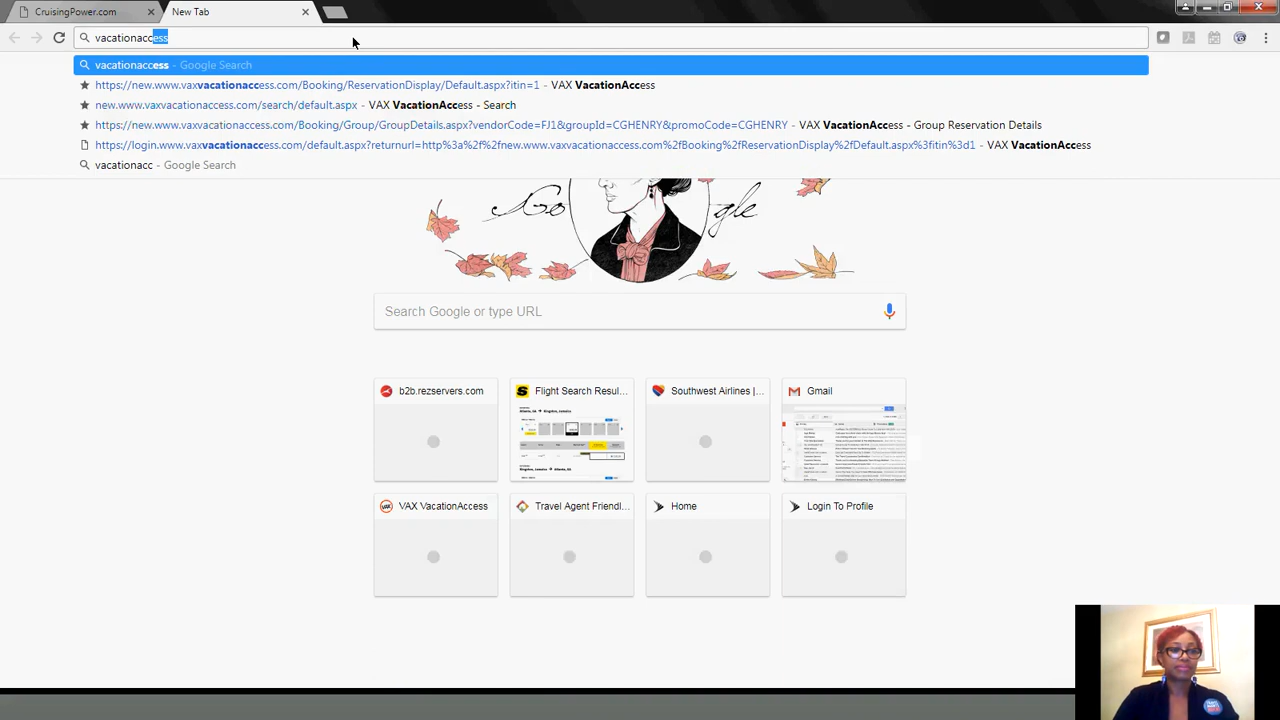 CruisingPower.com
New Tab
vacationaccess
vacationaccess - Google Search
https://new.www.vaxvacationaccess.com/Booking/ReservationDisplay/Default.aspx?itin=1 - VAX VacationAccess
new.www.vaxvacationaccess.com/search/default.aspx - VAX VacationAccess - Search
https://new.www.vaxvacationaccess.com/Booking/Group/GroupDetails.aspx?vendorCode=FJ1&groupId=CGHENRY&promoCode=CGHENRY - VAX VacationAccess - Group Reservation Details
https://login.www.vaxvacationaccess.com/default.aspx?returnurl=http%3a%2f%2fnew.www.vaxvacationaccess.com%2fBooking%2fReservationDisplay%2fDefault.aspx%3fitin%3d1 - VAX VacationAccess
vacationacc - Google Search
Go gle
Search Google or type URL
b2b.rezservers.com
Flight Search Resul...
Southwest Airlines |...
Gmail
VAX VacationAccess
Travel Agent Friendl...
Home
Login To Profile